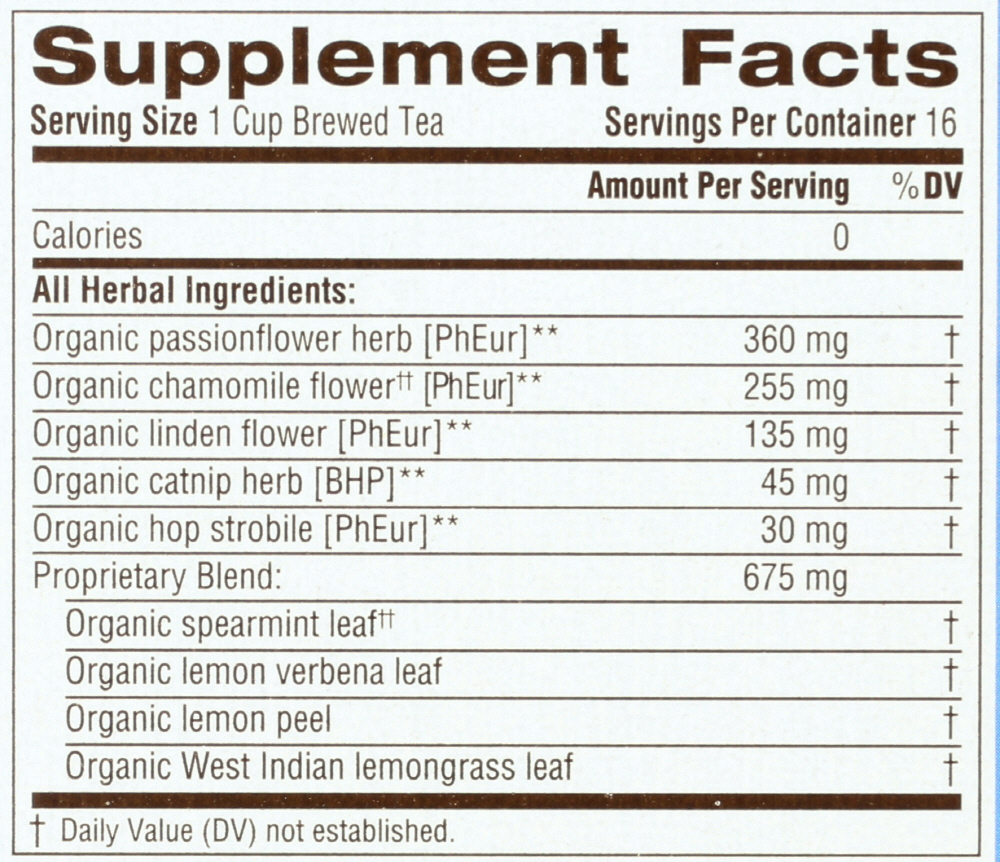 Supplement Facts
Serving Size 1 Cup Brewed Tea Servings Per Container 16
Amount Per Serving %DV
Calories 0
All Herbal Ingredients:
Organic passionflower herb [PhEur]** 360 mg †
Organic chamomile flower†† [PhEur]** 255 mg †
Organic linden flower [PhEur]** 135 mg †
Organic catnip herb [BHP]** 45 mg †
Organic hop strobile [PhEur]** 30 mg †
Proprietary Blend: 675 mg
Organic spearmint leaf†† †
Organic lemon verbena leaf †
Organic lemon peel †
Organic West Indian lemongrass leaf †
† Daily Value (DV) not established.